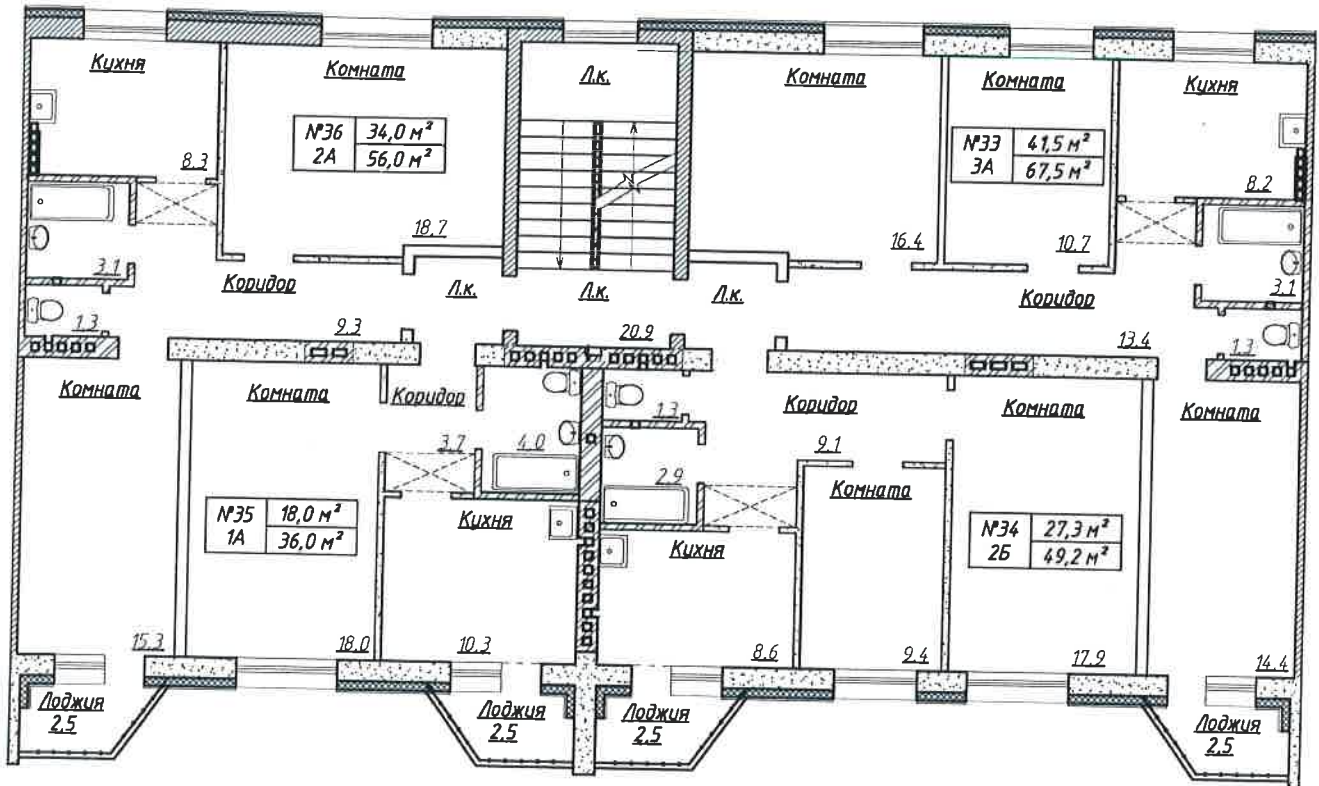 Кухня
Комната
Л.к.
Комната
Комната
Кухня
№36 34,0 м²
2А 56,0 м²
№33 41,5 м²
3А 67,5 м²
8.3
18.7
16.4
10.7
8.2
3.1
Коридор
Л.к.
Л.к.
Л.к.
Коридор
3.1
1.3
9.3
20.9
13.4
1.3
Комната
Комната
Коридор
1.3
Коридор
Комната
Комната
3.7
4.0
2.9
9.1
Комната
№35 18,0 м²
1А 36,0 м²
Кухня
Кухня
№34 27,3 м²
2Б 49,2 м²
15.3
18.0
10.3
8.6
9.4
17.9
14.4
Лоджия
2.5
Лоджия
2.5
Лоджия
2.5
Лоджия
2.5